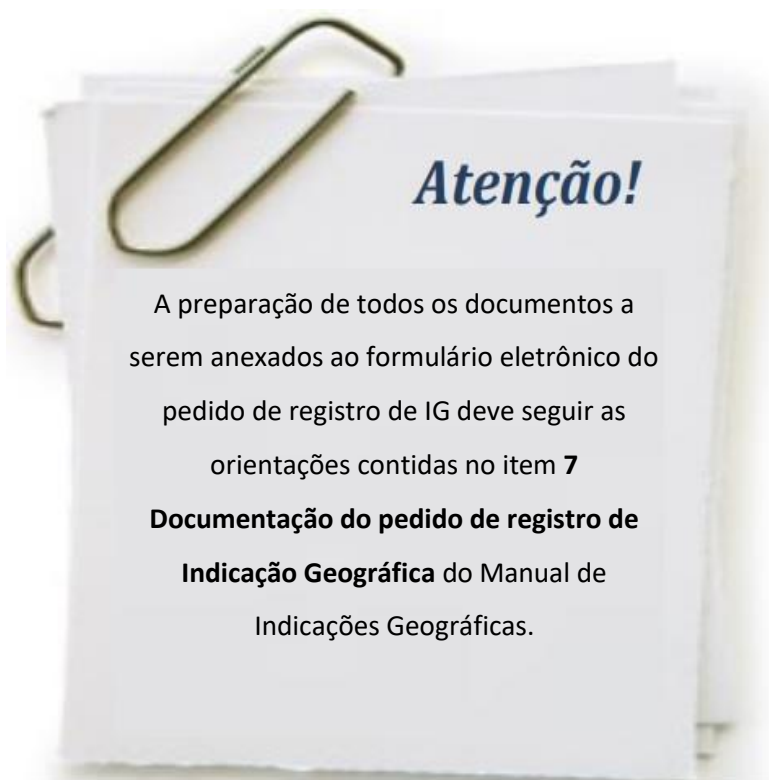 Atenção!
A preparação de todos os documentos a
serem anexados ao formulário eletrônico do
pedido de registro de IG deve seguir as
orientações contidas no item 7
Documentação do pedido de registro de
Indicação Geográfica do Manual de
Indicações Geográficas.